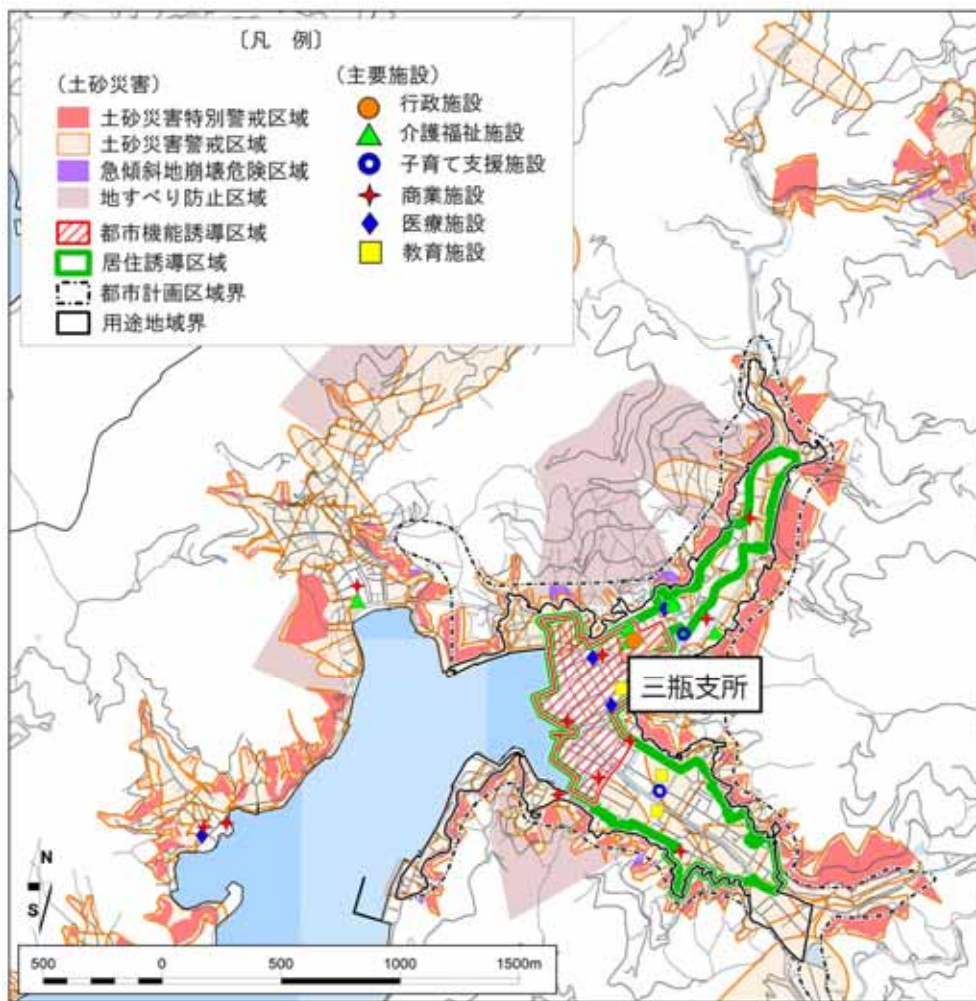 〔凡 例〕
（土砂災害）
土砂災害特別警戒区域
土砂災害警戒区域
急傾斜地崩壊危険区域
地すべり防止区域
都市機能誘導区域
居住誘導区域
都市計画区域界
用途地域界
（主要施設）
行政施設
介護福祉施設
子育て支援施設
商業施設
医療施設
教育施設
三瓶支所
N
S
500 0 500 1000 1500m